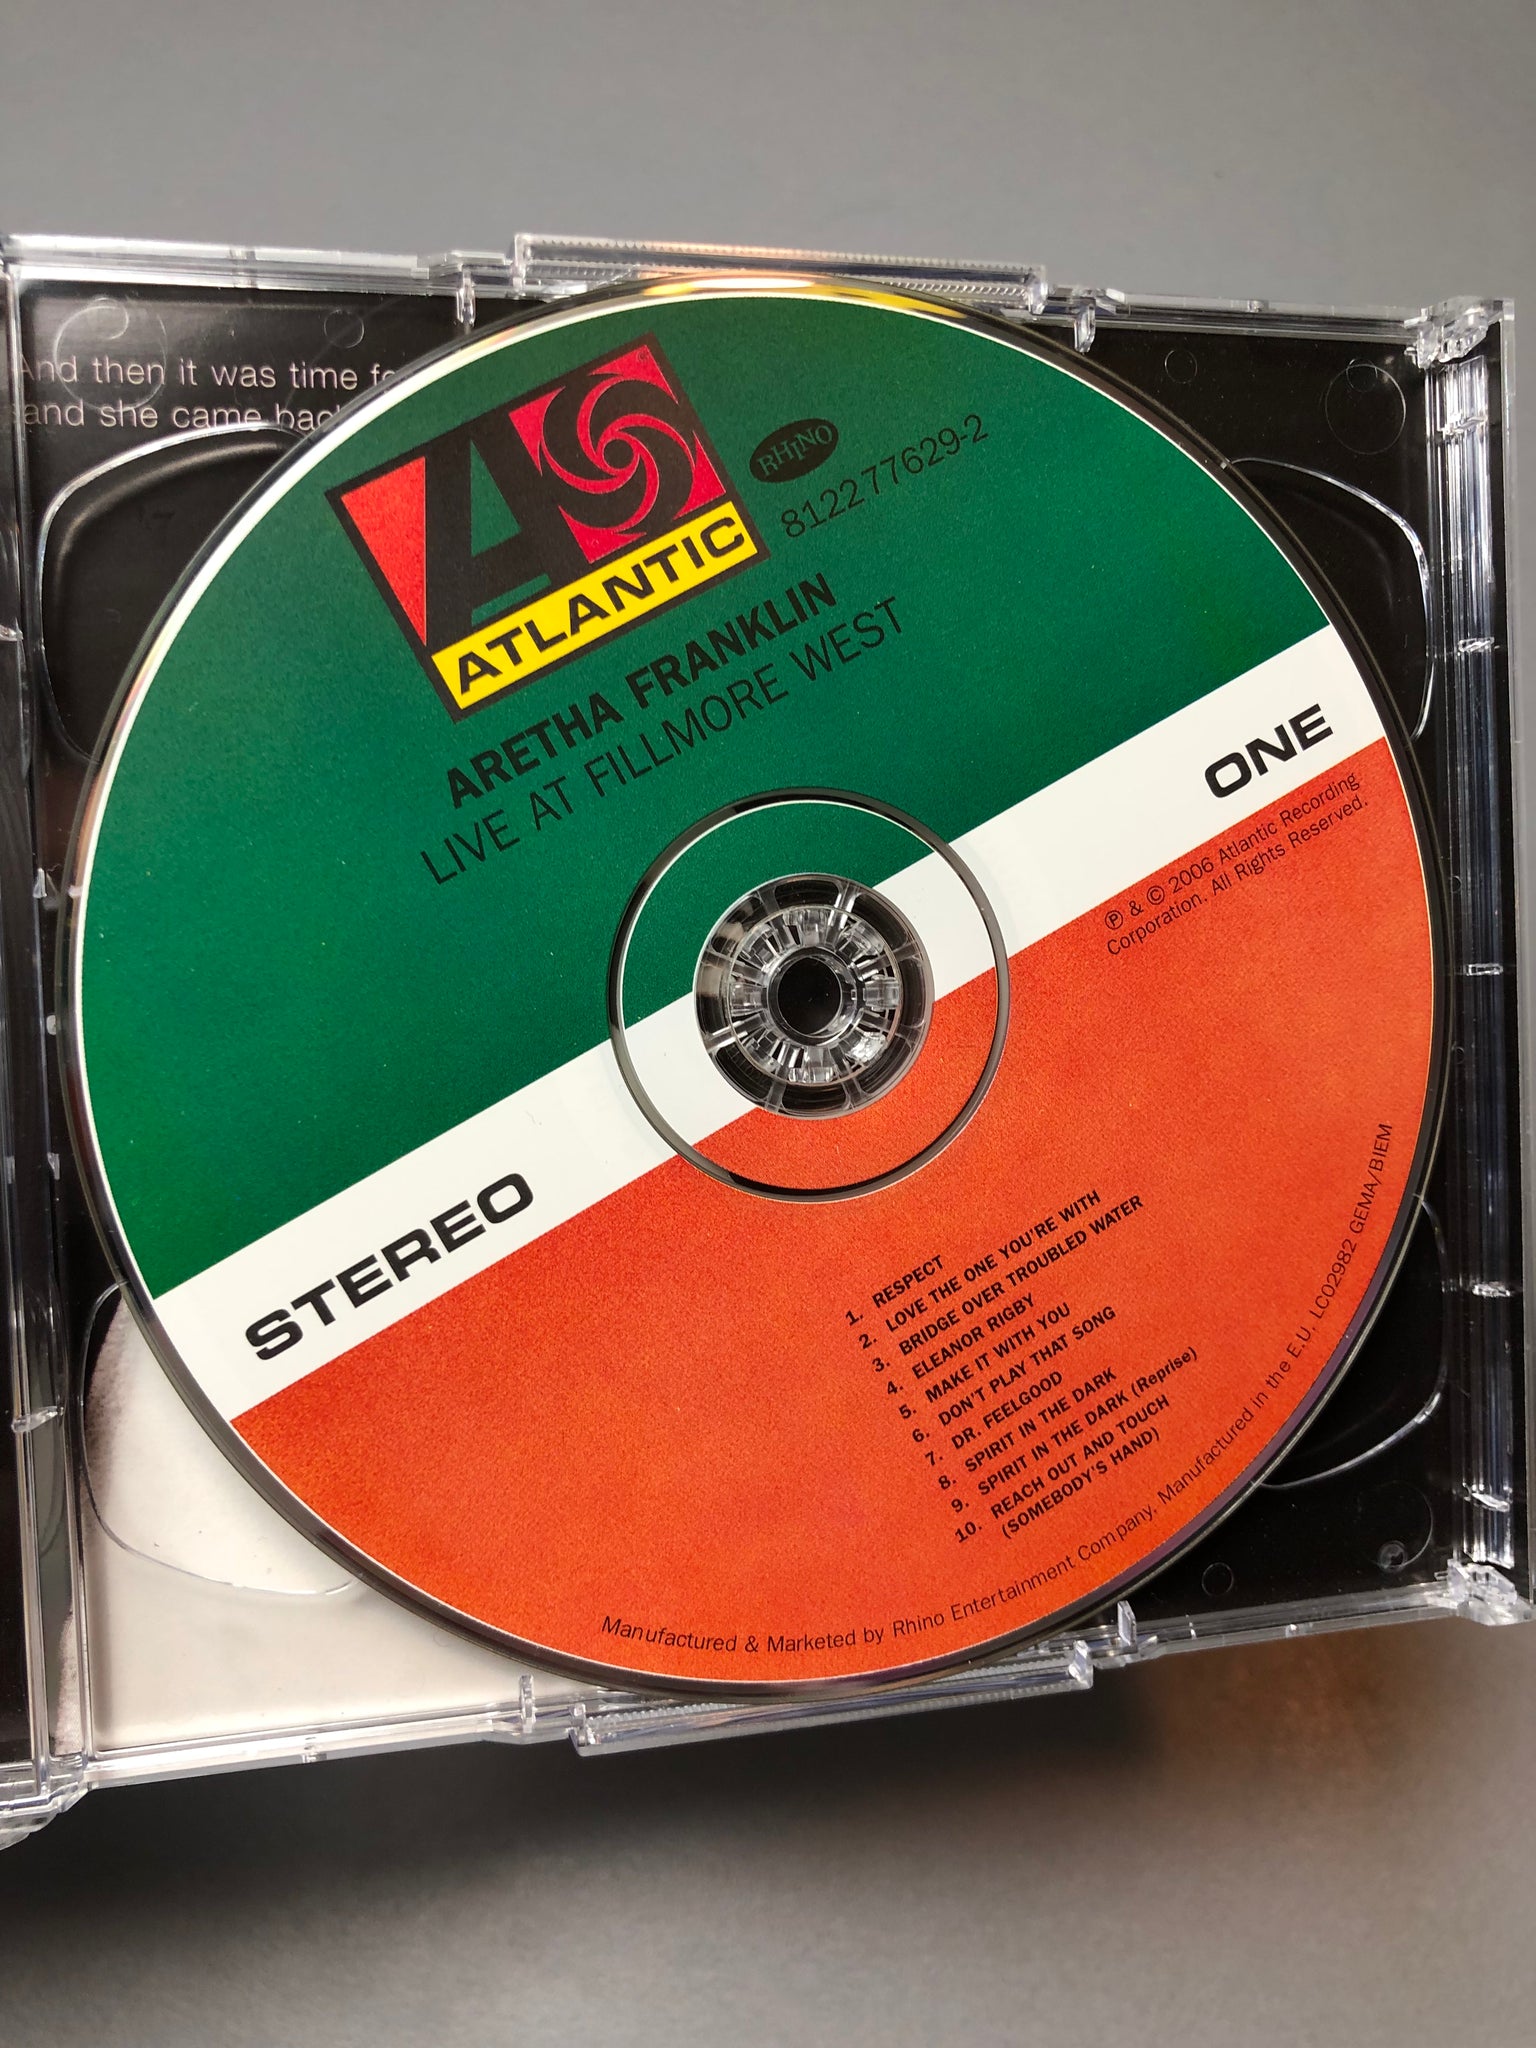 And then it was time
and she came
ATLANTIC
RHINO
8122 77629-2
ARETHA FRANKLIN
LIVE AT FILLMORE WEST
ONE
℗ & © 2006 Atlantic Recording
Corporation. All Rights Reserved.
STEREO
1. RESPECT
2. LOVE THE ONE YOU'RE WITH
3. BRIDGE OVER TROUBLED WATER
4. ELEANOR RIGBY
5. MAKE IT WITH YOU
6. DON'T PLAY THAT SONG
7. DR. FEELGOOD
8. SPIRIT IN THE DARK
9. SPIRIT IN THE DARK (Reprise)
10. REACH OUT AND TOUCH
(SOMEBODY'S HAND)
Manufactured & Marketed by Rhino Entertainment Company. Manufactured in the E.U. LC02982 GEMA/BIEM